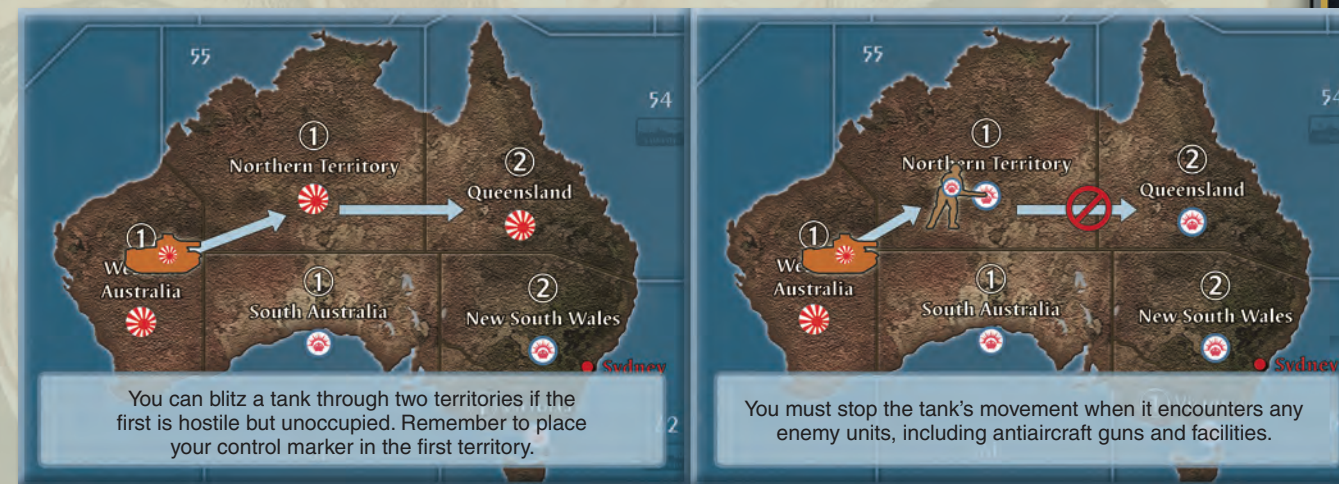 55
54
1
Northern Territory
2
Queensland
1
We
Australia
1
South Australia
2
New South Wales
Sydney
You can blitz a tank through two territories if the
first is hostile but unoccupied. Remember to place
your control marker in the first territory.
55
54
1
Northern Territory
2
Queensland
1
We
Australia
1
South Australia
2
New South Wales
Sydney
You must stop the tank's movement when it encounters any
enemy units, including antiaircraft guns and facilities.